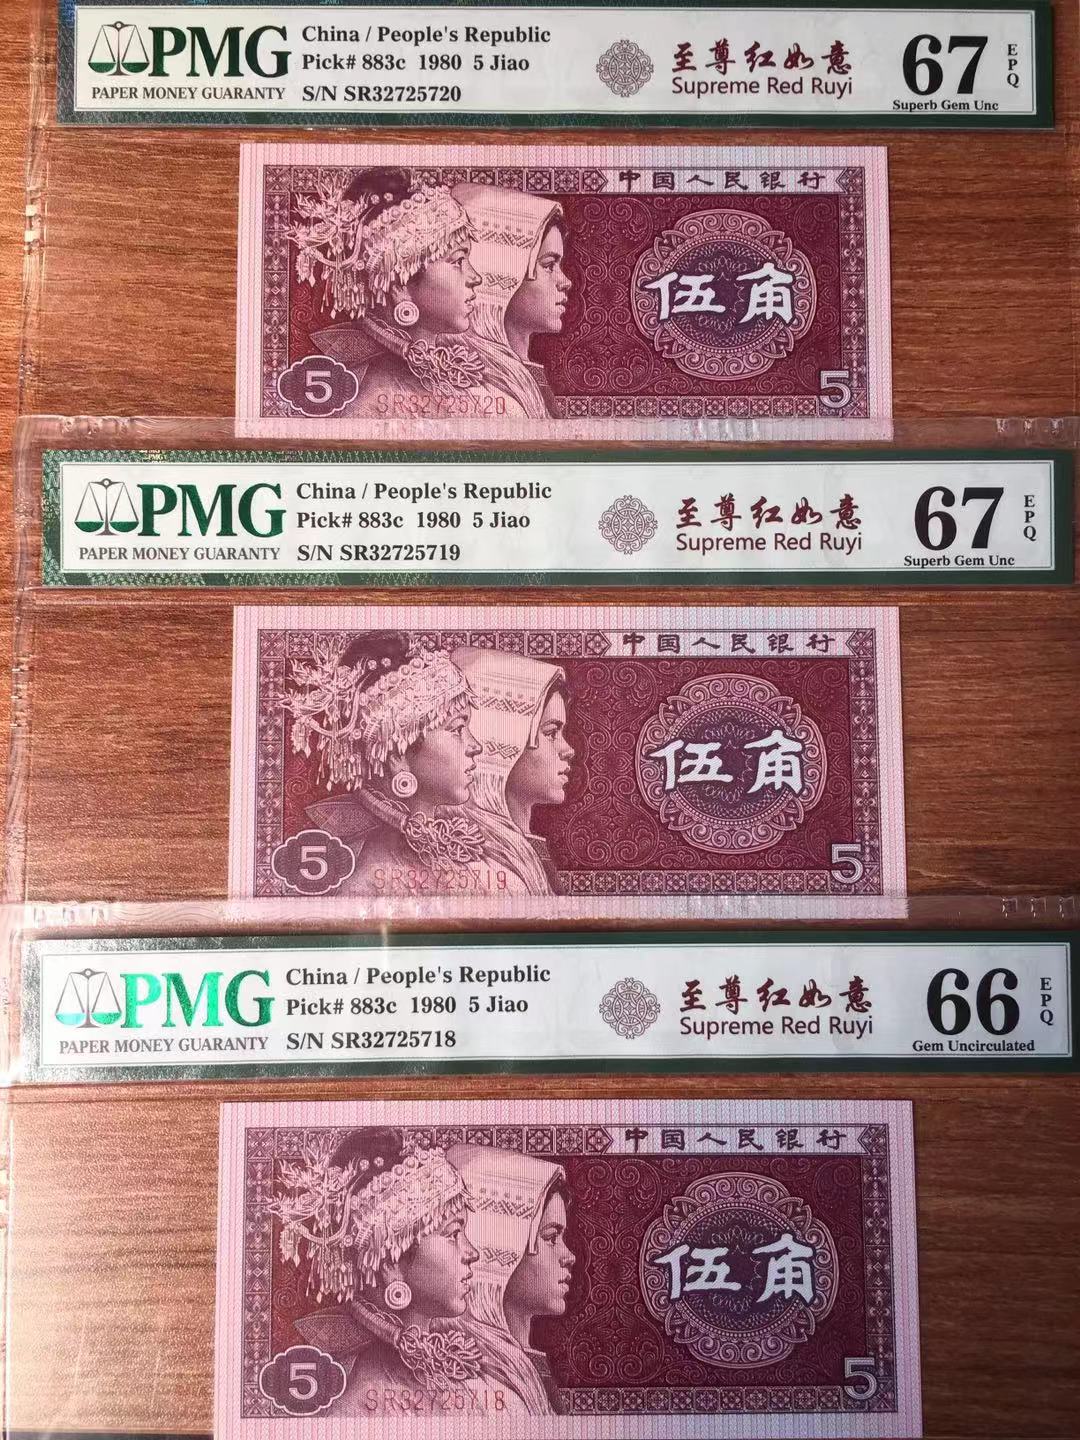 PMG
PAPER MONEY GUARANTY
China / People's Republic
Pick# 883c 1980 5 Jiao
S/N SR32725720
至尊红如意
Supreme Red Ruyi
67
EPQ
Superb Gem Unc
中国人民银行
伍角
5
SR32725720
5
PMG
PAPER MONEY GUARANTY
China / People's Republic
Pick# 883c 1980 5 Jiao
S/N SR32725719
至尊红如意
Supreme Red Ruyi
67
EPQ
Superb Gem Unc
中国人民银行
伍角
5
SR32725719
5
PMG
PAPER MONEY GUARANTY
China / People's Republic
Pick# 883c 1980 5 Jiao
S/N SR32725718
至尊红如意
Supreme Red Ruyi
66
EPQ
Gem Uncirculated
中国人民银行
伍角
5
SR32725718
5